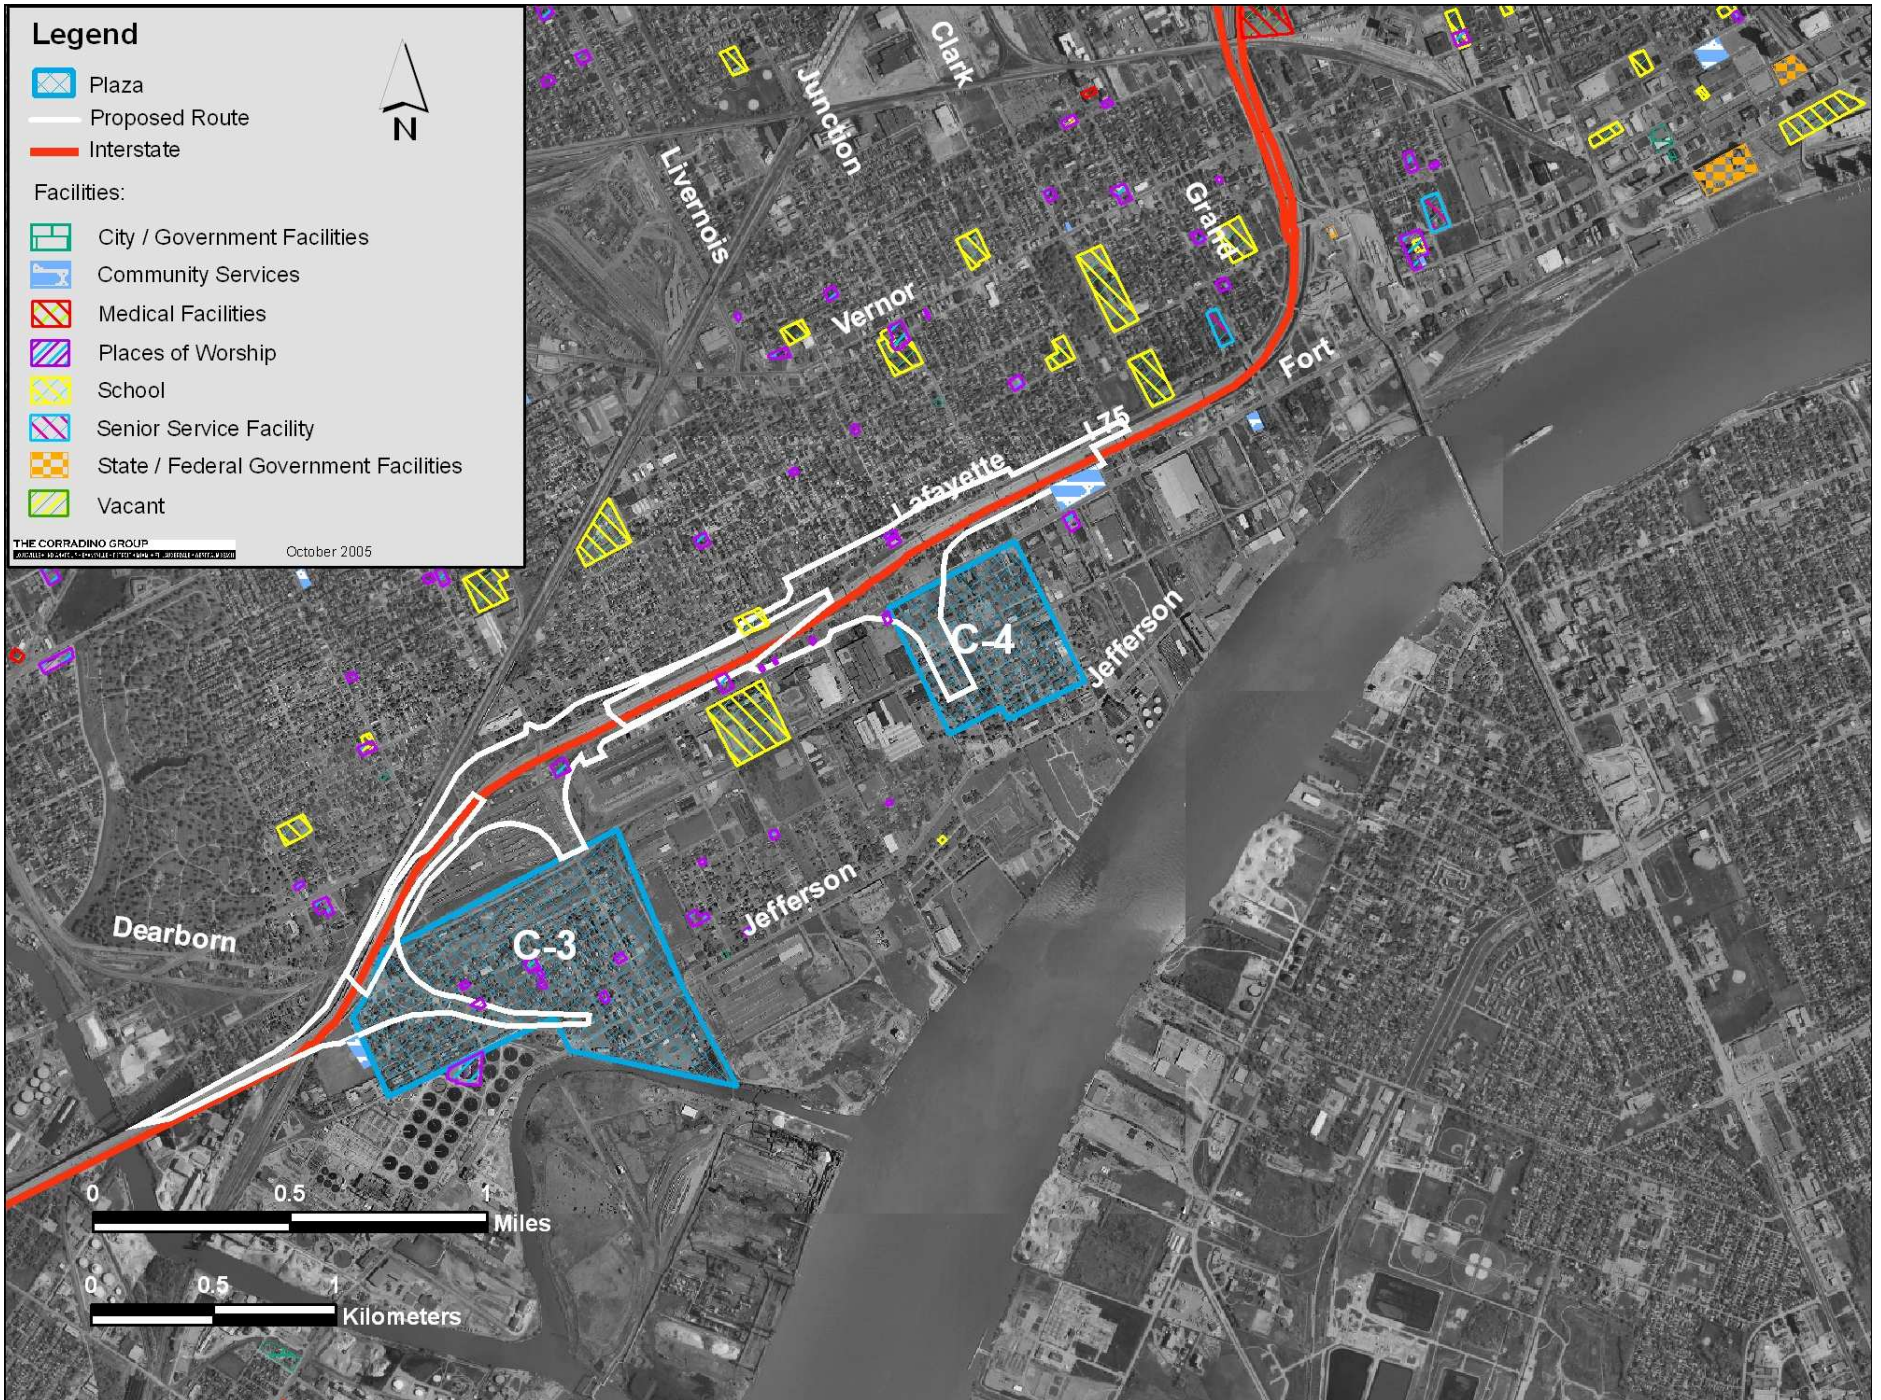 Legend
Plaza
Proposed Route
Interstate
N
Facilities:
City / Government Facilities
Community Services
Medical Facilities
Places of Worship
School
Senior Service Facility
State / Federal Government Facilities
Vacant
THE CORRADINO GROUP
October 2005
Clark
Junction
Livernois
Grand
Vernor
Fort
I-75
Lafayette
C-4
Jefferson
Jefferson
C-3
Dearborn
0 0.5 1
Miles
0 0.5 1
Kilometers